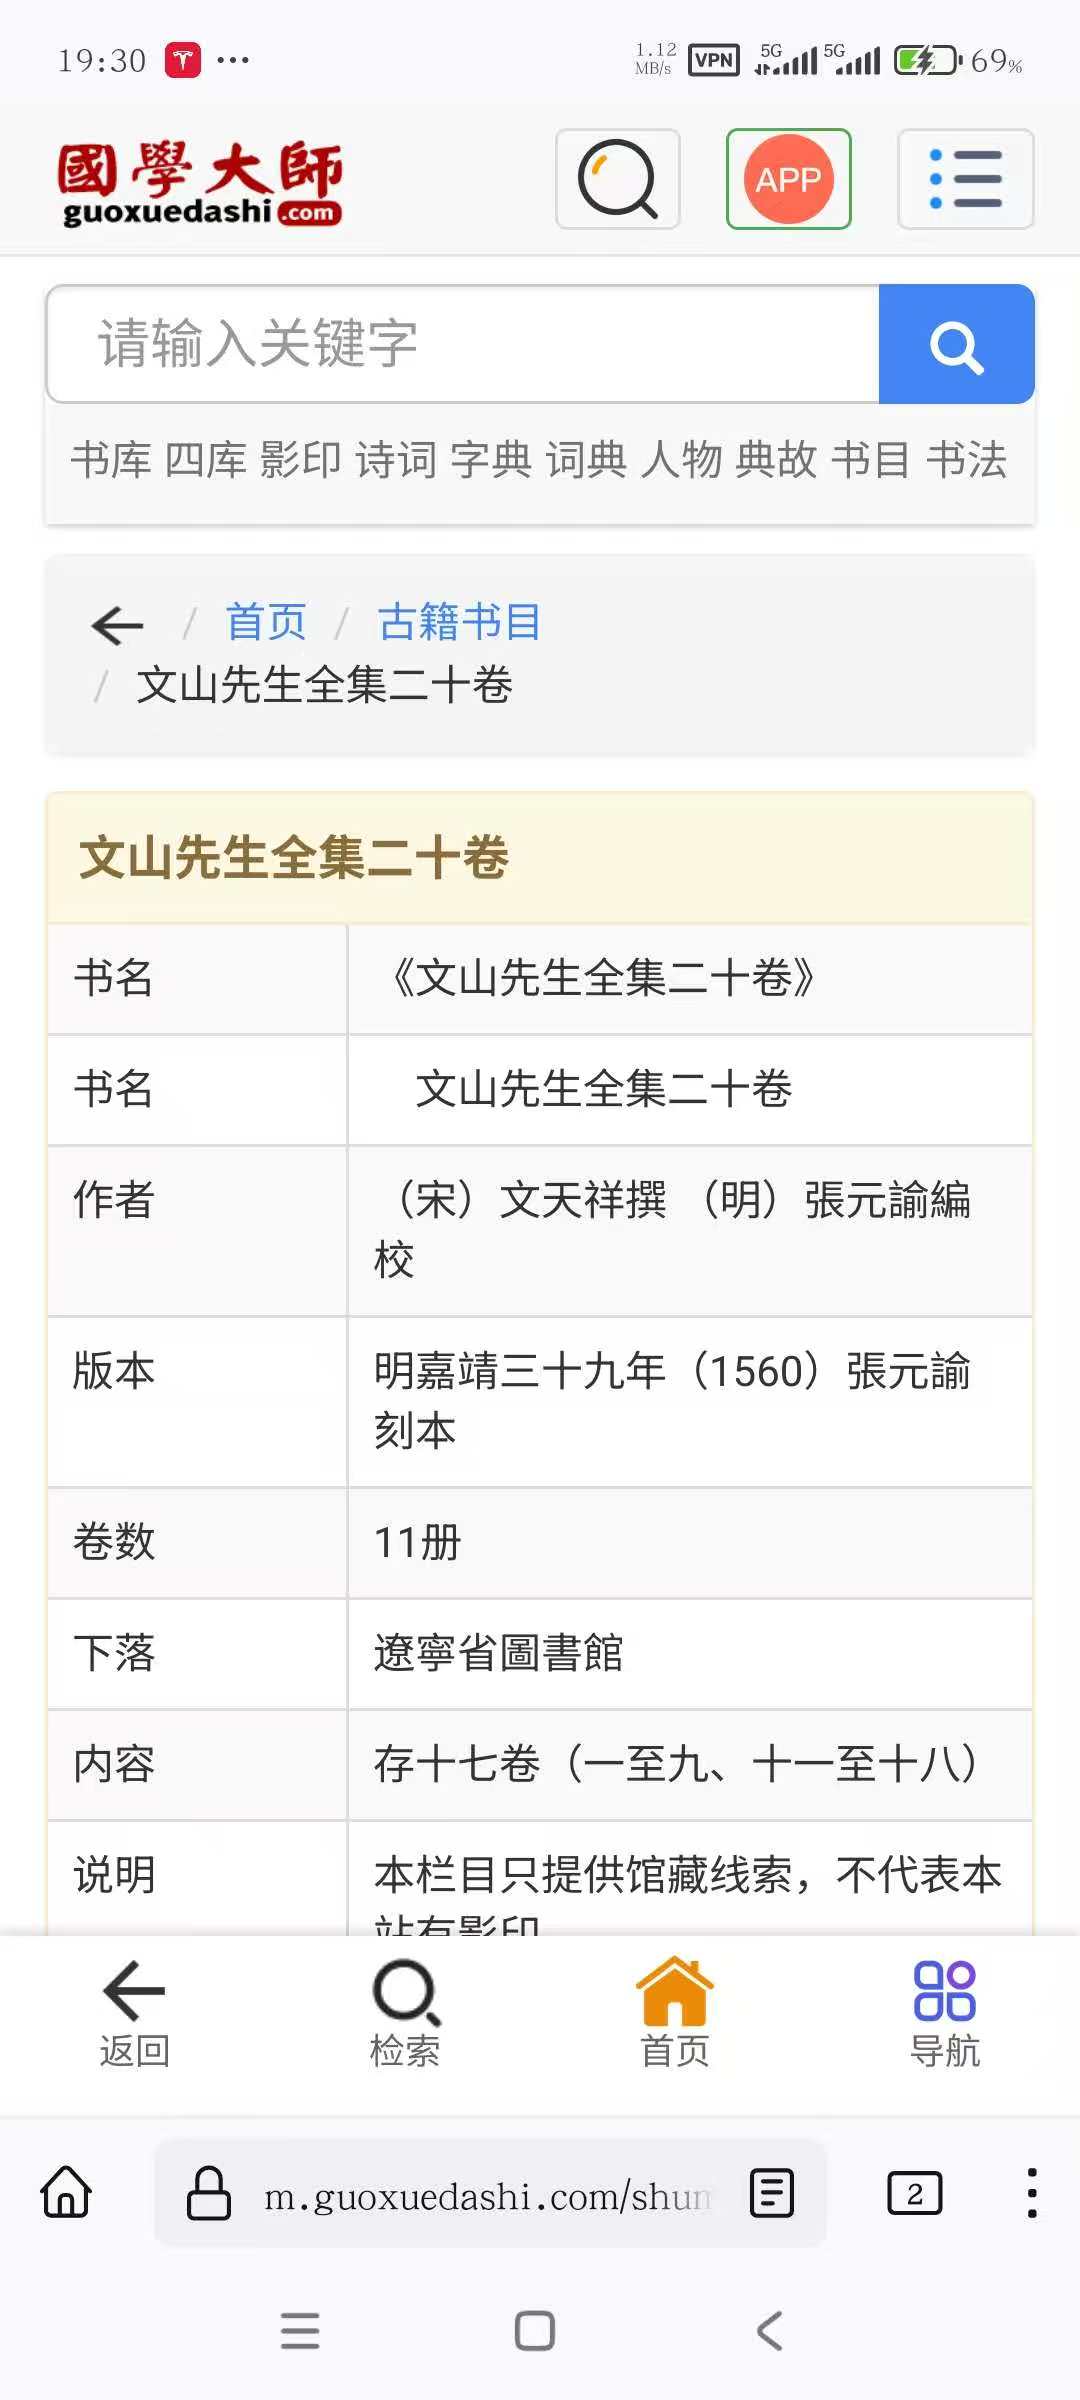 19:30
1.12 MB/s VPN 5G 5G 69%
國學大師
guoxuedashi.com
APP
请输入关键字
书库 四库 影印 诗词 字典 词典 人物 典故 书目 书法
/ 首页 / 古籍书目
/ 文山先生全集二十卷
文山先生全集二十卷
书名 《文山先生全集二十卷》
书名 文山先生全集二十卷
作者 （宋）文天祥撰 （明）張元諭編
校
版本 明嘉靖三十九年（1560）張元諭
刻本
卷数 11册
下落 遼寧省圖書館
内容 存十七卷（一至九、十一至十八）
说明 本栏目只提供馆藏线索，不代表本
站有影印
返回 检索 首页 导航
m.guoxuedashi.com/shum
2